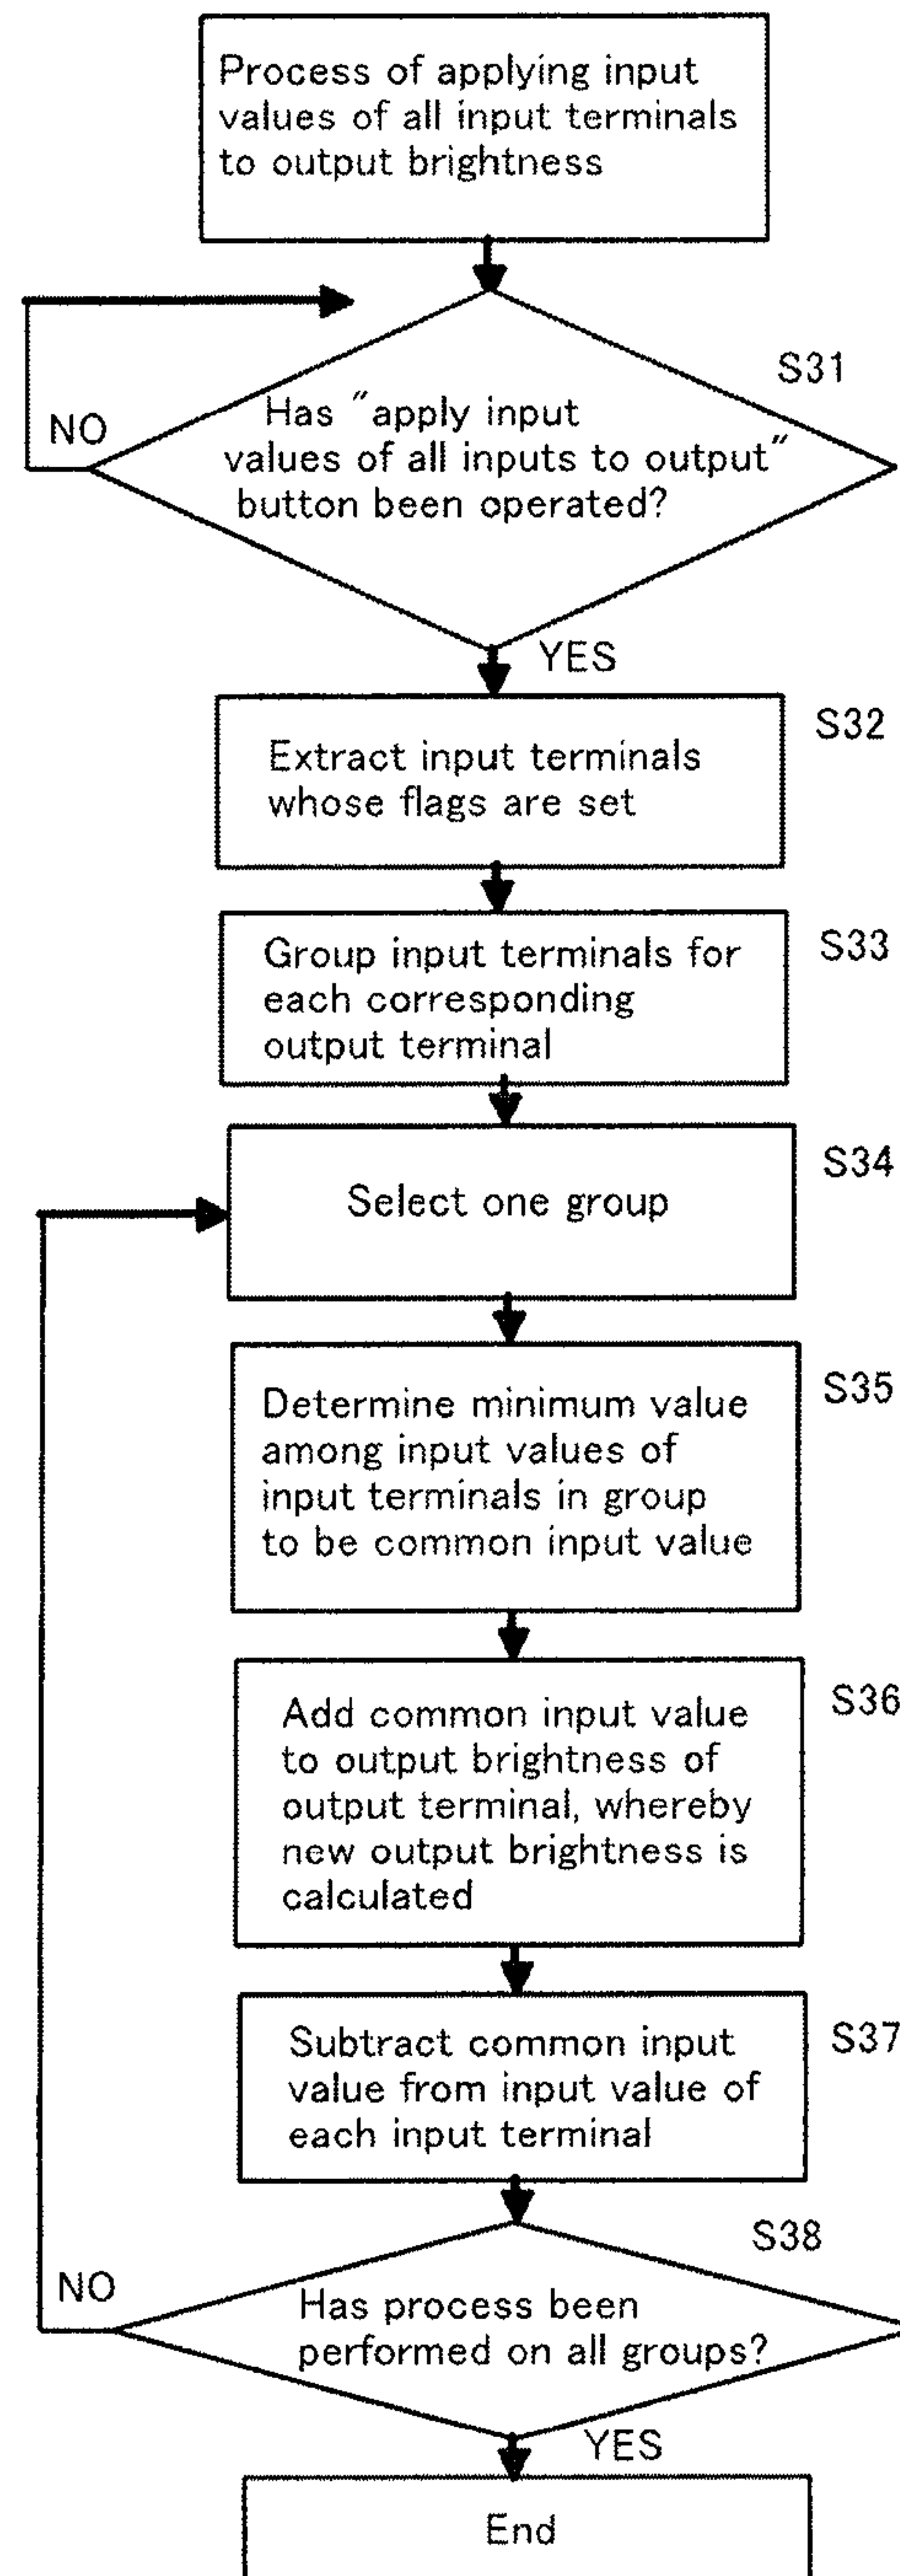 Process of applying input
values of all input terminals
to output brightness
S31
Has "apply input
NO
values of all inputs to output"
button been operated?
YES
S32
Extract input terminals
whose flags are set
S33
Group input terminals for
each corresponding
output terminal
S34
Select one group
S35
Determine minimum value
among input values of
input terminals in group
to be common input value
S36
Add common input value
to output brightness of
output terminal, whereby
new output brightness is
calculated
S37
Subtract common input
value from input value of
each input terminal
S38
NO
Has process been
performed on all groups?
YES
End